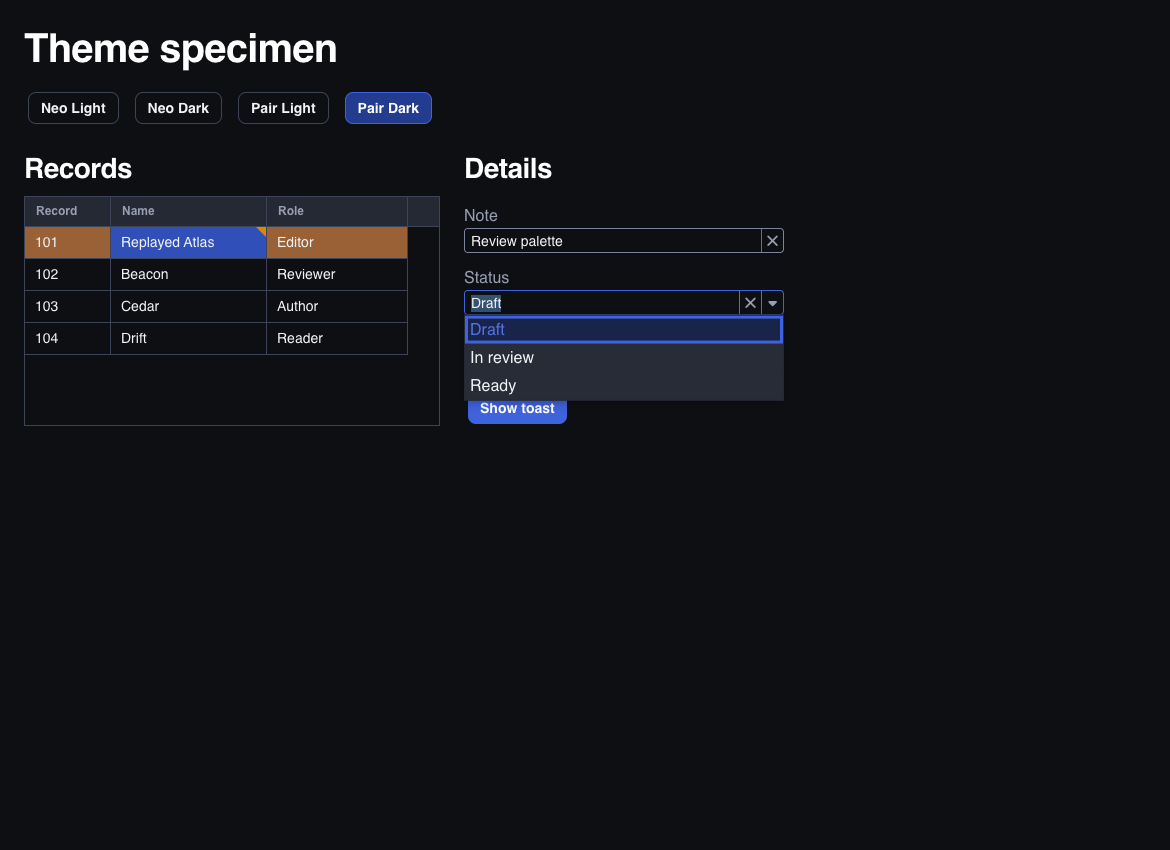 Theme specimen
Neo Light Neo Dark Pair Light Pair Dark
Records
Record Name Role
101 Replayed Atlas Editor
102 Beacon Reviewer
103 Cedar Author
104 Drift Reader
Details
Note
Review palette
Status
Draft
Draft
In review
Ready
Show toast